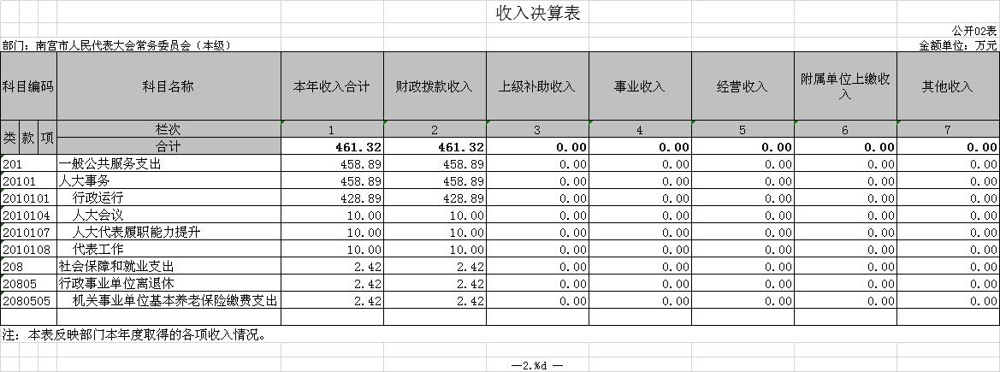 收入决算表
公开02表
部门：南宫市人民代表大会常务委员会（本级） 金额单位：万元
科目编码 科目名称 本年收入合计 财政拨款收入 上级补助收入 事业收入 经营收入 附属单位上缴收入 其他收入
类 款 项 栏次 1 2 3 4 5 6 7
合计 461.32 461.32 0.00 0.00 0.00 0.00 0.00
201 一般公共服务支出 458.89 458.89 0.00 0.00 0.00 0.00 0.00
20101 人大事务 458.89 458.89 0.00 0.00 0.00 0.00 0.00
2010101 行政运行 428.89 428.89 0.00 0.00 0.00 0.00 0.00
2010104 人大会议 10.00 10.00 0.00 0.00 0.00 0.00 0.00
2010107 人大代表履职能力提升 10.00 10.00 0.00 0.00 0.00 0.00 0.00
2010108 代表工作 10.00 10.00 0.00 0.00 0.00 0.00 0.00
208 社会保障和就业支出 2.42 2.42 0.00 0.00 0.00 0.00 0.00
20805 行政事业单位离退休 2.42 2.42 0.00 0.00 0.00 0.00 0.00
2080505 机关事业单位基本养老保险缴费支出 2.42 2.42 0.00 0.00 0.00 0.00 0.00
注：本表反映部门本年度取得的各项收入情况。
—2.%d —